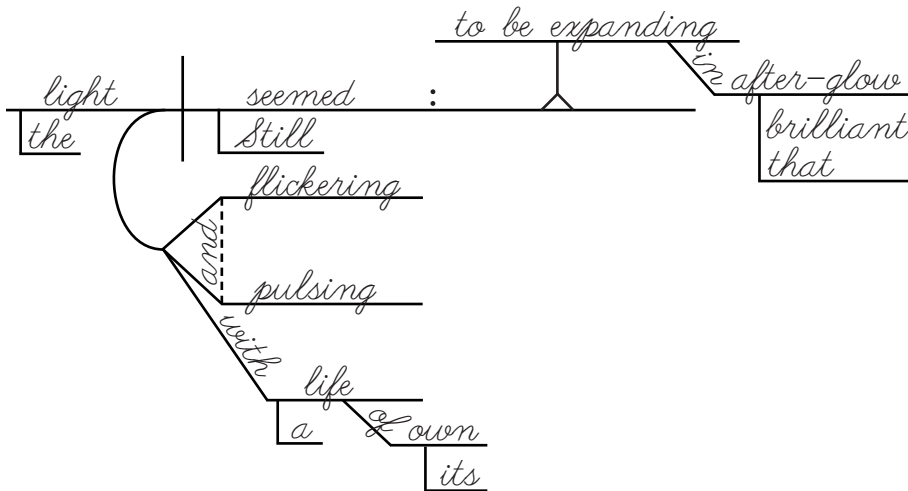 to be expanding
light seemed : in after-glow
the Still brilliant
that
flickering
and
pulsing
with
life
a of own
its